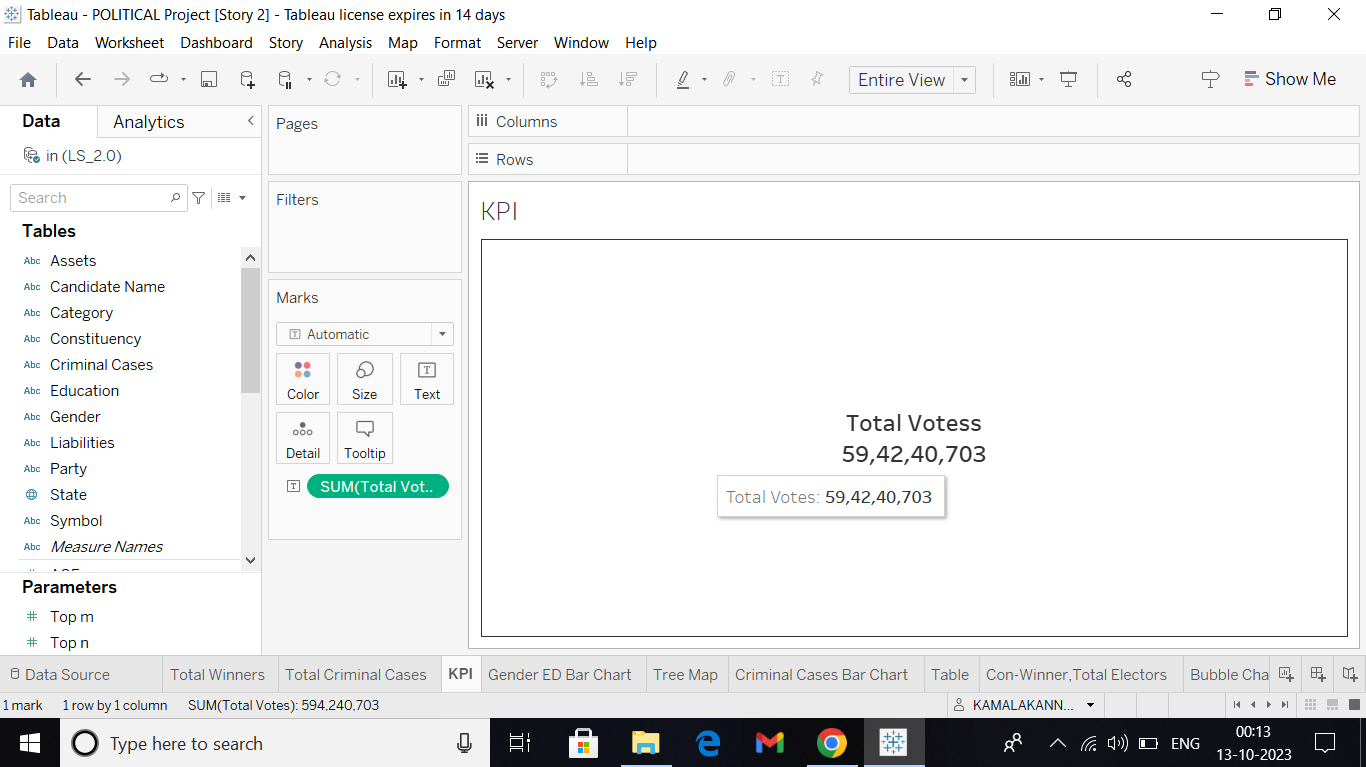 Tableau - POLITICAL Project [Story 2] - Tableau license expires in 14 days
File Data Worksheet Dashboard Story Analysis Map Format Server Window Help
Entire View
Show Me
Data Analytics
in (LS_2.0)
Search
Tables
Abc Assets
Abc Candidate Name
Abc Category
Abc Constituency
Abc Criminal Cases
Abc Education
Abc Gender
Abc Liabilities
Abc Party
State
Abc Symbol
Abc Measure Names
Parameters
# Top m
# Top n
Pages
Filters
Marks
T Automatic
Color Size T Text
Detail Tooltip
T SUM(Total Vot..
iii Columns
Rows
KPI
Total Votess
59,42,40,703
Total Votes: 59,42,40,703
Data Source Total Winners Total Criminal Cases KPI Gender ED Bar Chart Tree Map Criminal Cases Bar Chart Table Con-Winner,Total Electors Bubble Cha
1 mark 1 row by 1 column SUM(Total Votes): 594,240,703 KAMALAKANN...
Type here to search
ENG
00:13
13-10-2023